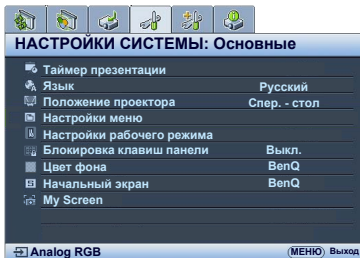 НАСТРОЙКИ СИСТЕМЫ: Основные
Таймер презентации
Язык Русский
Положение проектора Спер. - стол
Настройки меню
Настройки рабочего режима
Блокировка клавиш панели Выкл.
Цвет фона BenQ
Начальный экран BenQ
My Screen
Analog RGB МЕНЮ Выход